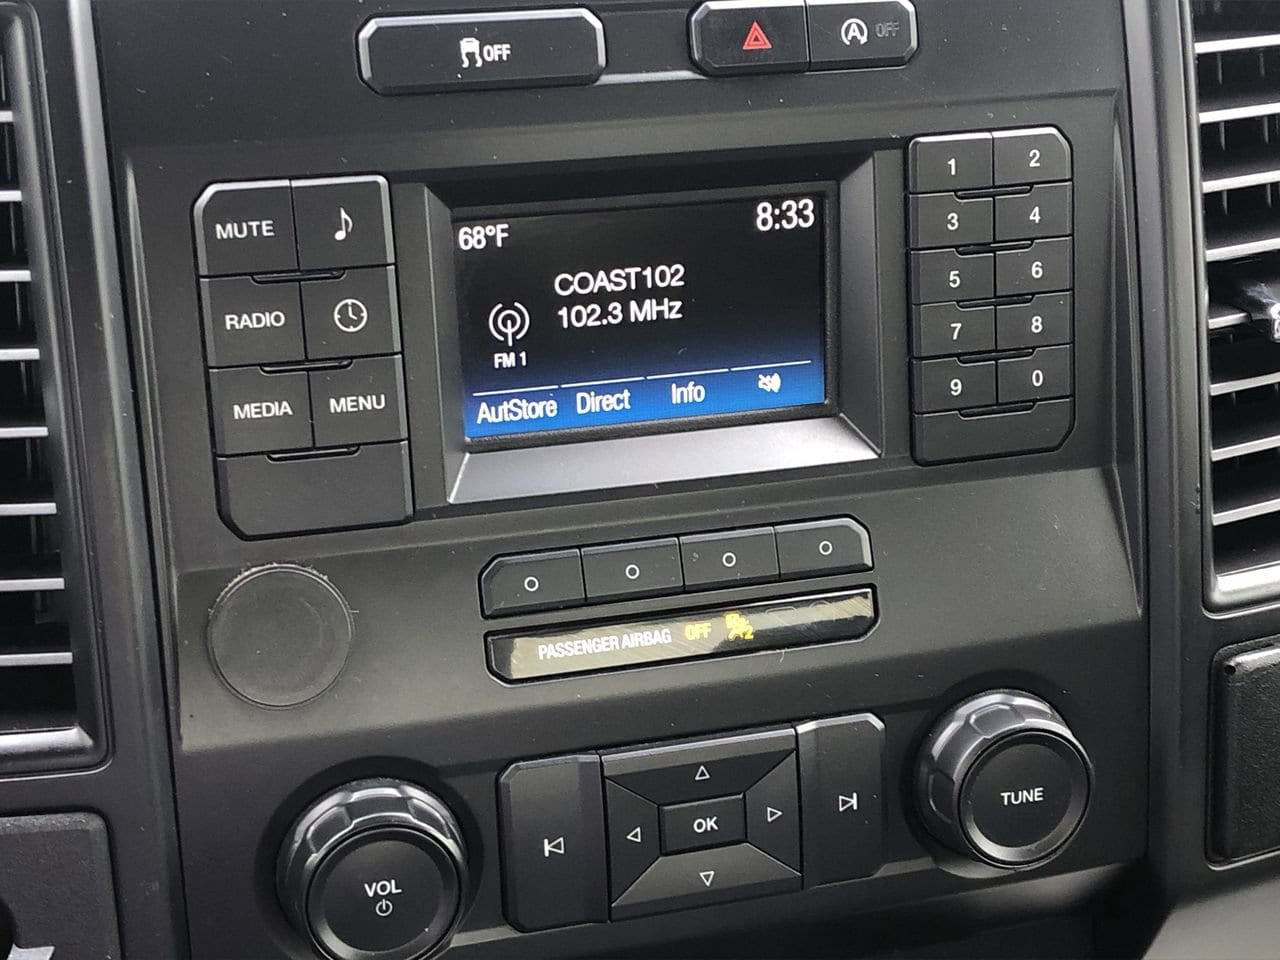 OFF
OFF
MUTE
RADIO
MEDIA
MENU
68°F
8:33
COAST102
102.3 MHz
FM 1
AutStore Direct Info
1 2
3 4
5 6
7 8
9 0
PASSENGER AIRBAG OFF 2
VOL
OK
TUNE